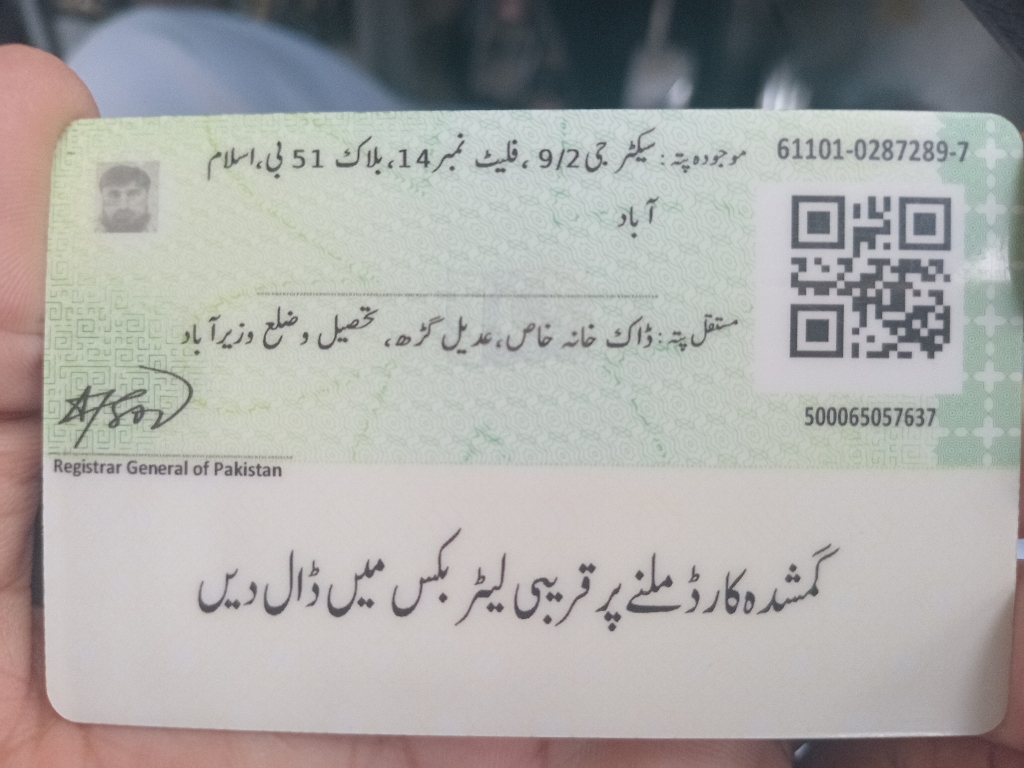 61101-0287289-7
موجودہ پتہ: سیکٹر جی 9/2، فلیٹ نمبر 14، بلاک 51 بی، اسلام
آباد
مستقل پتہ: ڈاک خانہ خاص، عدیل گڑھ، تحصیل و ضلع وزیرآباد
500065057637
Registrar General of Pakistan
گمشدہ کارڈ ملنے پر قریبی لیٹر بکس میں ڈال دیں